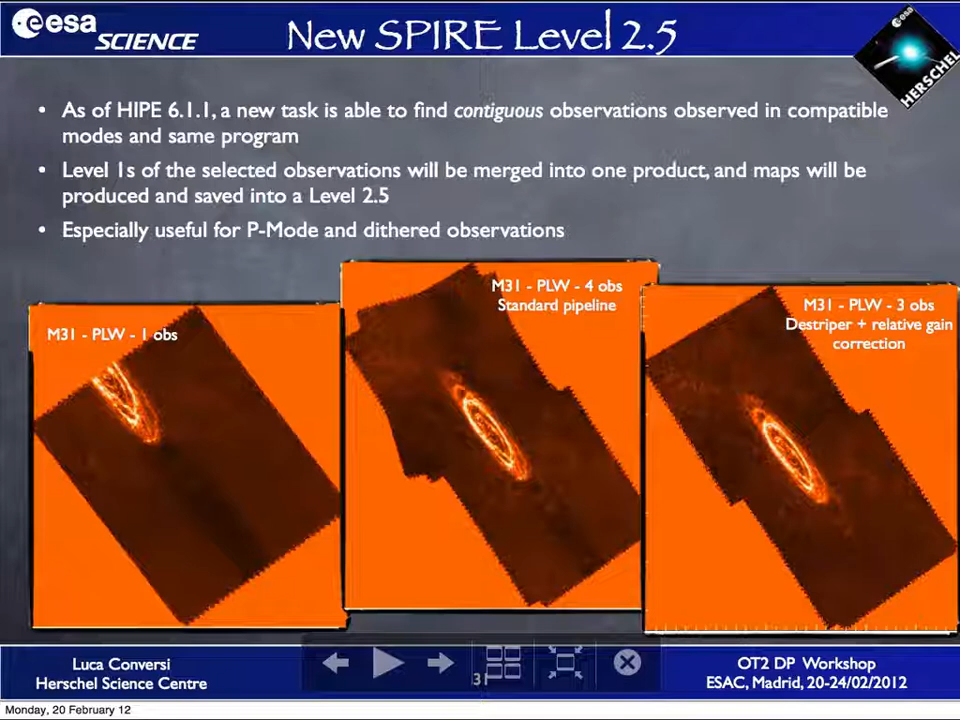 esa
SCIENCE
New SPIRE Level 2.5
HERSCHEL
esa
• As of HIPE 6.1.1, a new task is able to find contiguous observations observed in compatible
modes and same program
• Level 1s of the selected observations will be merged into one product, and maps will be
produced and saved into a Level 2.5
• Especially useful for P-Mode and dithered observations
M31 - PLW - 1 obs
M31 - PLW - 4 obs
Standard pipeline
M31 - PLW - 3 obs
Destriper + relative gain
correction
Luca Conversi
Herschel Science Centre
31
OT2 DP Workshop
ESAC, Madrid, 20-24/02/2012
Monday, 20 February 12